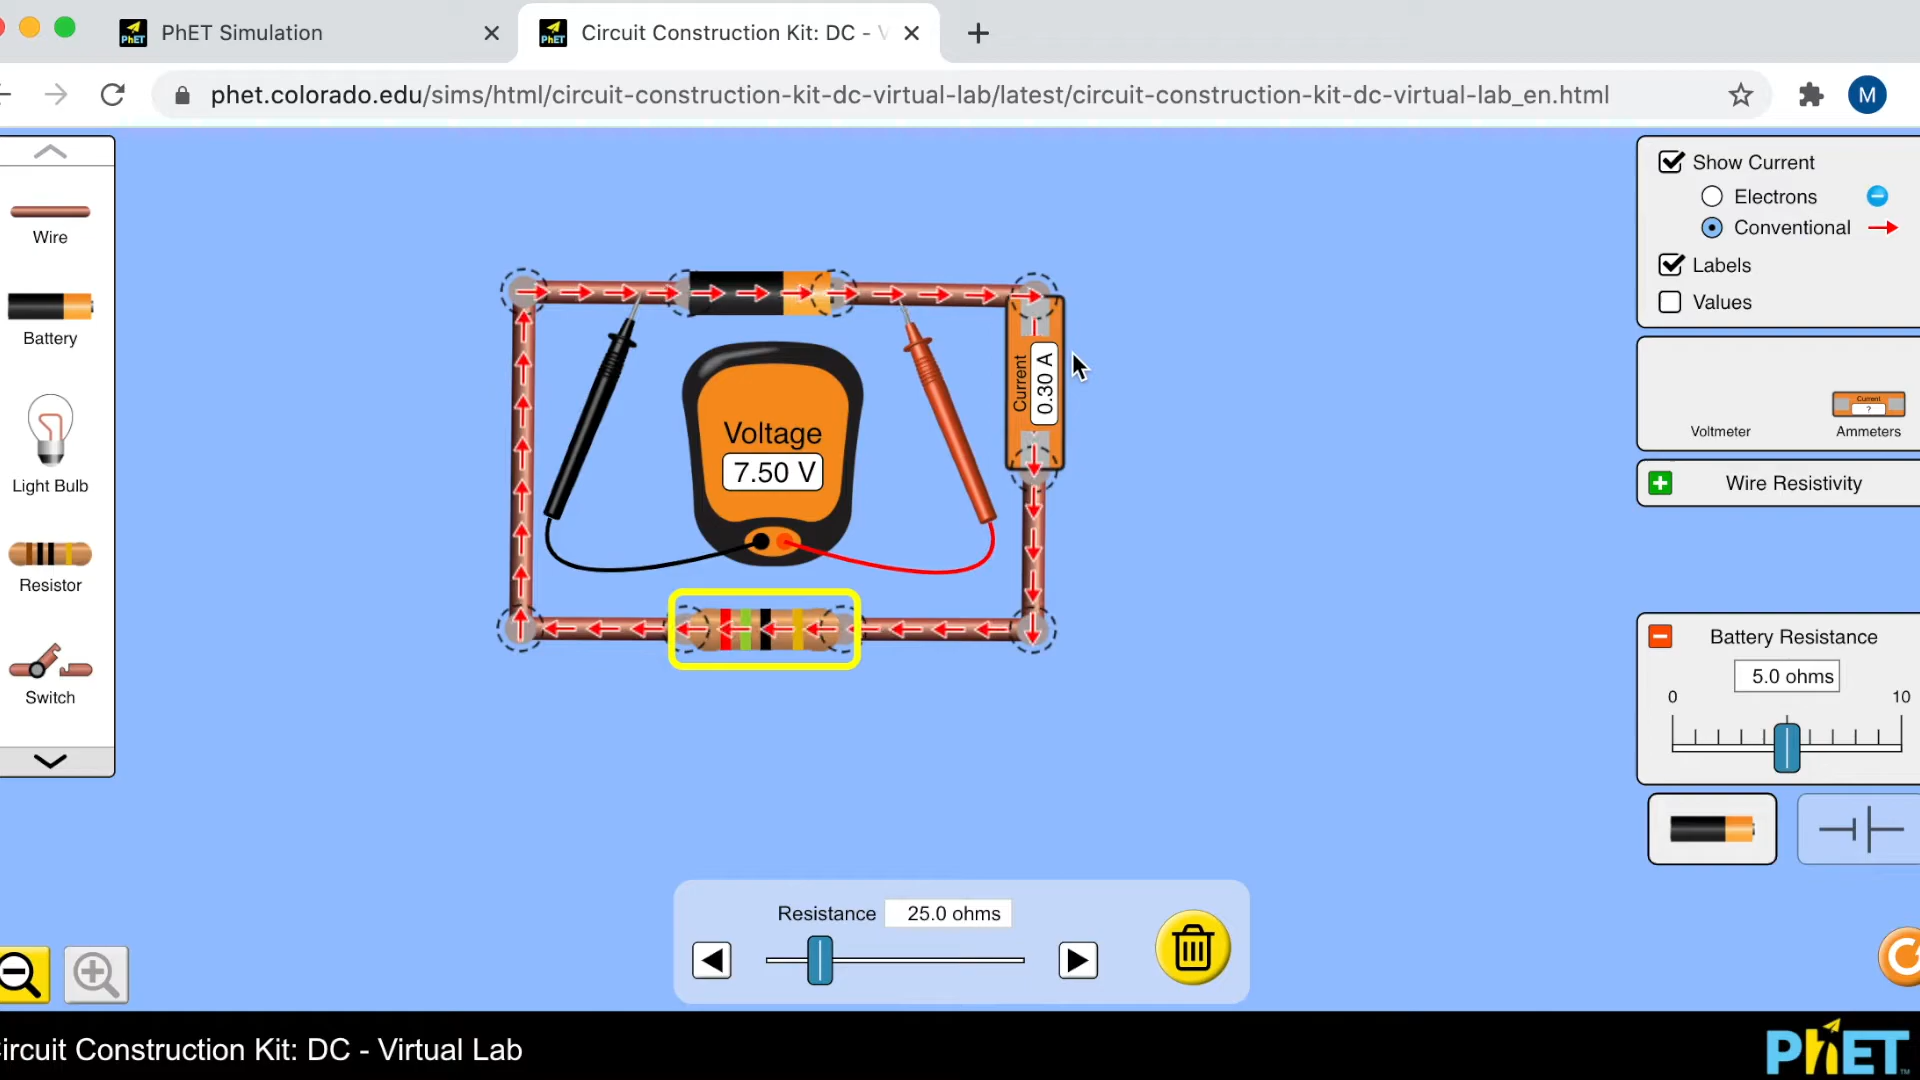 PhET Simulation
Circuit Construction Kit: DC - V
phet.colorado.edu/sims/html/circuit-construction-kit-dc-virtual-lab/latest/circuit-construction-kit-dc-virtual-lab_en.html
M
Wire
Battery
Light Bulb
Resistor
Switch
Voltage
7.50 V
Current
0.30 A
Show Current
Electrons
Conventional
Labels
Values
Current
?
Voltmeter
Ammeters
Wire Resistivity
Battery Resistance
5.0 ohms
0
10
Resistance
25.0 ohms
ircuit Construction Kit: DC - Virtual Lab
PhET